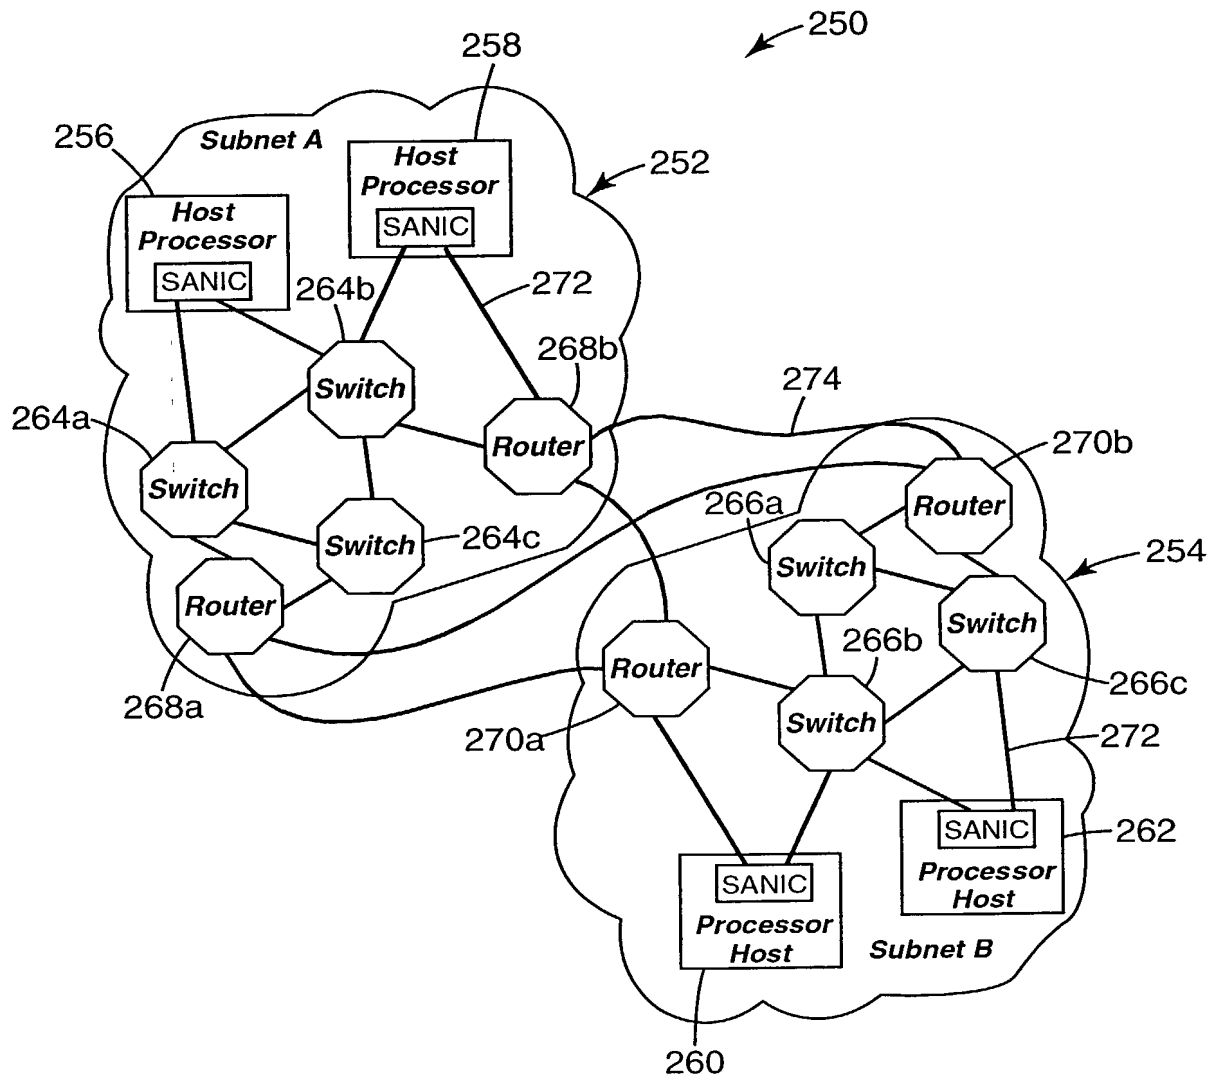 250
258
256
Subnet A
Host
Processor
SANIC
252
Host
Processor
SANIC
264b
272
268b
Switch
274
264a
Router
270b
Switch
266a
Router
Switch
264c
Switch
254
Router
Switch
266b
268a
Router
266c
270a
Switch
272
SANIC
262
Processor
Host
SANIC
Processor
Host
Subnet B
260